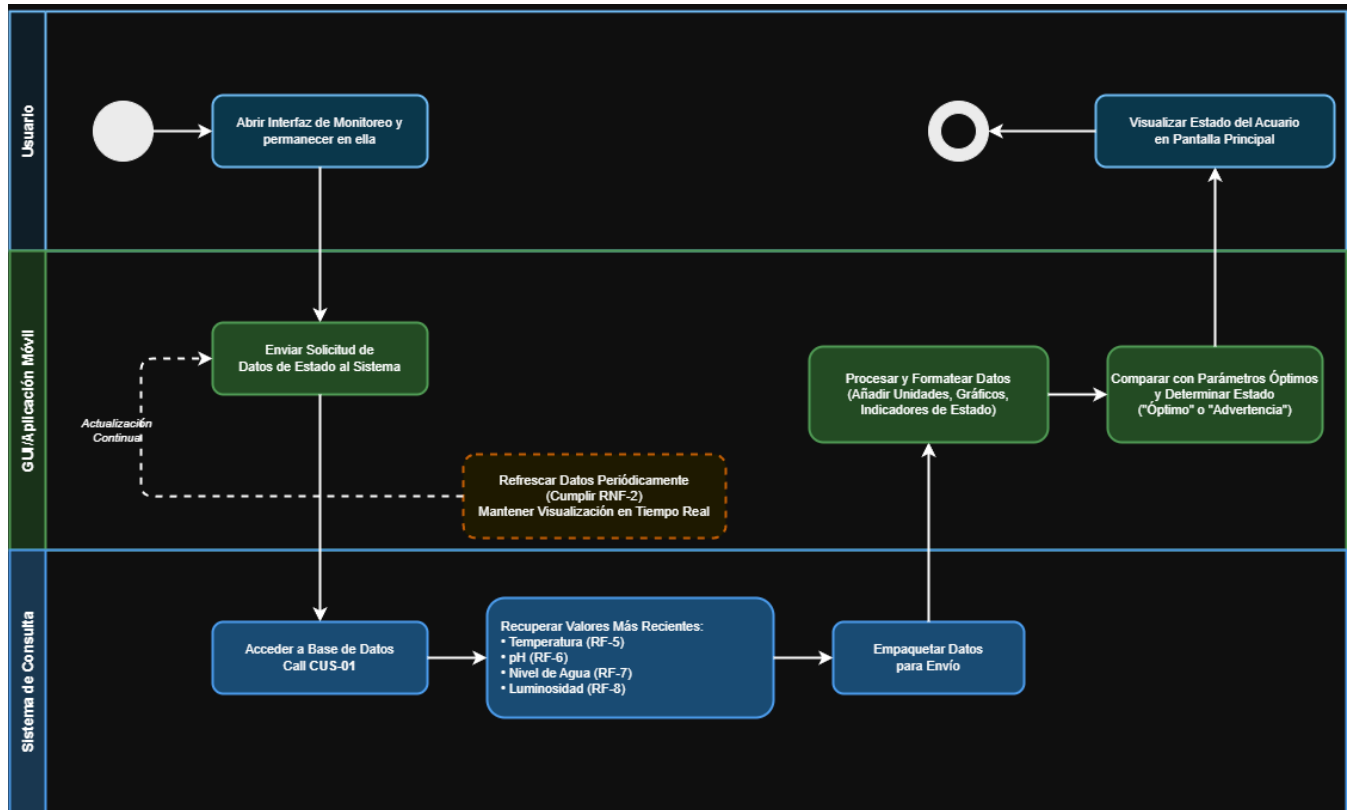 Usuario
Abrir Interfaz de Monitoreo y
permanecer en ella
Visualizar Estado del Acuario
en Pantalla Principal
GUI/Aplicación Móvil
Enviar Solicitud de
Datos de Estado al Sistema
Actualización
Continua
Refrescar Datos Periódicamente
(Cumplir RNF-2)
Mantener Visualización en Tiempo Real
Procesar y Formatear Datos
(Añadir Unidades, Gráficos,
Indicadores de Estado)
Comparar con Parámetros Óptimos
y Determinar Estado
("Óptimo" o "Advertencia")
Sistema de Consulta
Acceder a Base de Datos
Call CUS-01
Recuperar Valores Más Recientes:
• Temperatura (RF-5)
• pH (RF-6)
• Nivel de Agua (RF-7)
• Luminosidad (RF-8)
Empaquetar Datos
para Envío